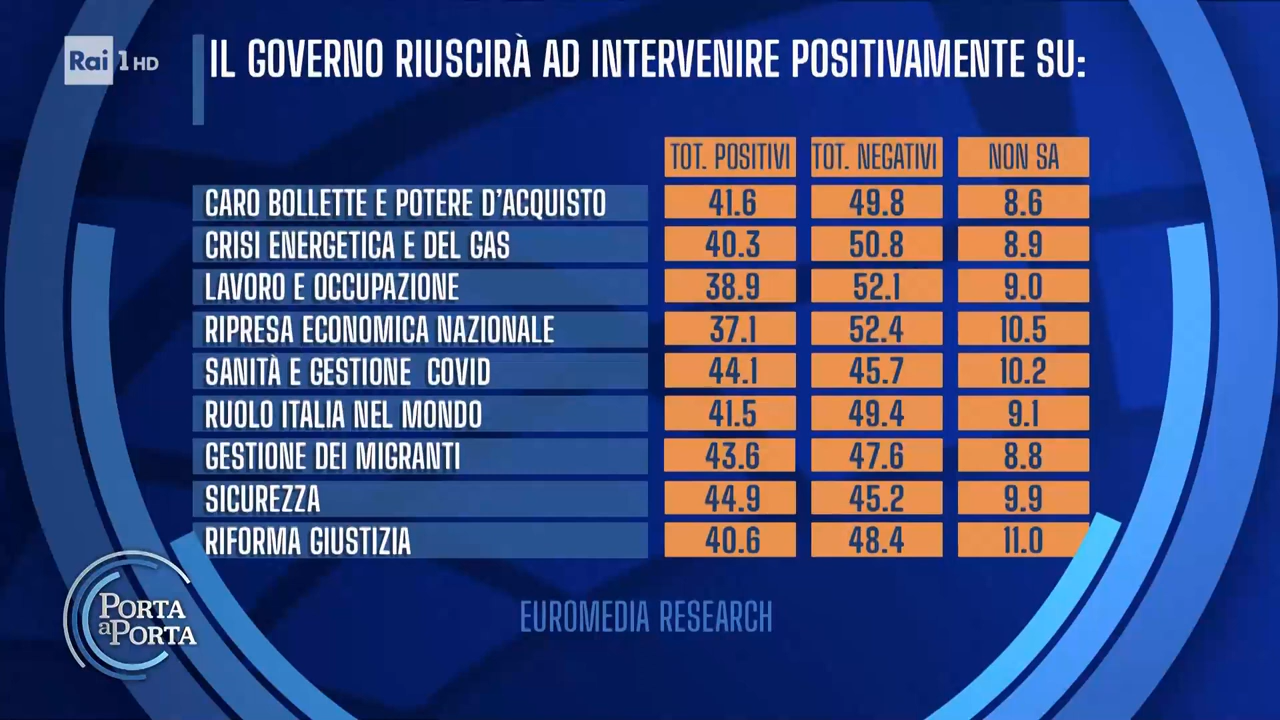 Rai 1 HD
IL GOVERNO RIUSCIRÀ AD INTERVENIRE POSITIVAMENTE SU:
TOT. POSITIVI TOT. NEGATIVI NON SA
CARO BOLLETTE E POTERE D'ACQUISTO 41.6 49.8 8.6
CRISI ENERGETICA E DEL GAS 40.3 50.8 8.9
LAVORO E OCCUPAZIONE 38.9 52.1 9.0
RIPRESA ECONOMICA NAZIONALE 37.1 52.4 10.5
SANITÀ E GESTIONE COVID 44.1 45.7 10.2
RUOLO ITALIA NEL MONDO 41.5 49.4 9.1
GESTIONE DEI MIGRANTI 43.6 47.6 8.8
SICUREZZA 44.9 45.2 9.9
RIFORMA GIUSTIZIA 40.6 48.4 11.0
PORTA
a PORTA
EUROMEDIA RESEARCH